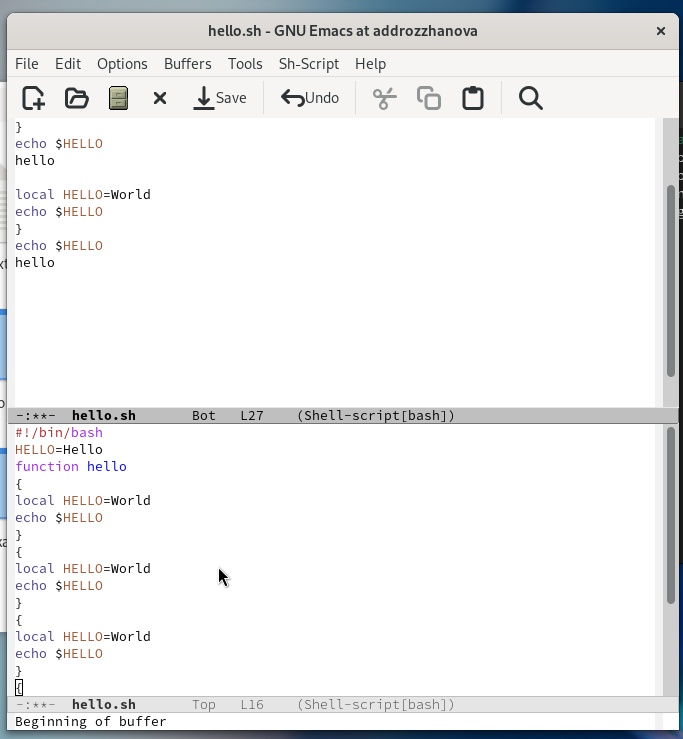 hello.sh - GNU Emacs at addrozzhanova
File Edit Options Buffers Tools Sh-Script Help
Save Undo
}
echo $HELLO
hello
local HELLO=World
echo $HELLO
}
echo $HELLO
hello
-:**- hello.sh Bot L27 (Shell-script[bash])
#!/bin/bash
HELLO=Hello
function hello
{
local HELLO=World
echo $HELLO
}
{
local HELLO=World
echo $HELLO
}
{
local HELLO=World
echo $HELLO
}
{
-:**- hello.sh Top L16 (Shell-script[bash])
Beginning of buffer